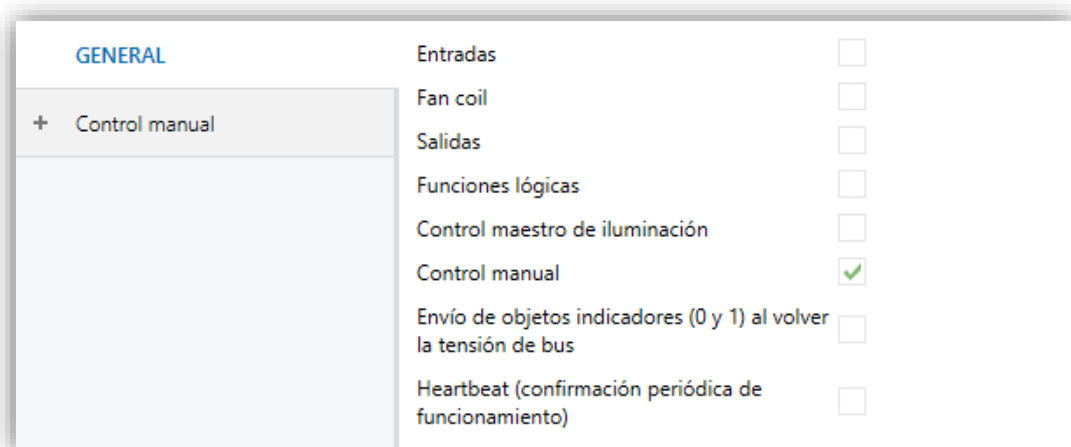 GENERAL
+ Control manual
Entradas
Fan coil
Salidas
Funciones lógicas
Control maestro de iluminación
Control manual
Envío de objetos indicadores (0 y 1) al volver
la tensión de bus
Heartbeat (confirmación periódica de
funcionamiento)